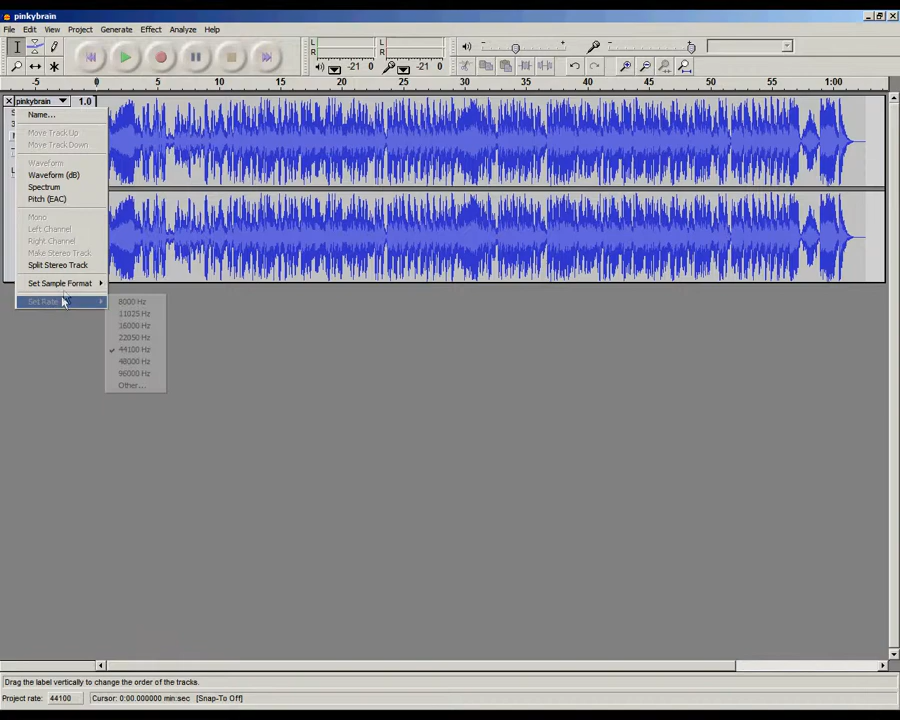 pinkybrain
File Edit View Project Generate Effect Analyze Help
L
R
L
R
-21 0
-21 0
-5 0 5 10 15 20 25 30 35 40 45 50 55 1:00
pinkybrain 1.0
Name...
Move Track Up
Move Track Down
Waveform
Waveform (dB)
Spectrum
Pitch (EAC)
Mono
Left Channel
Right Channel
Make Stereo Track
Split Stereo Track
Set Sample Format
Set Rate
8000 Hz
11025 Hz
16000 Hz
22050 Hz
44100 Hz
48000 Hz
96000 Hz
Other...
Drag the label vertically to change the order of the tracks.
Project rate: 44100 Cursor: 0:00.000000 min:sec [Snap-To Off]